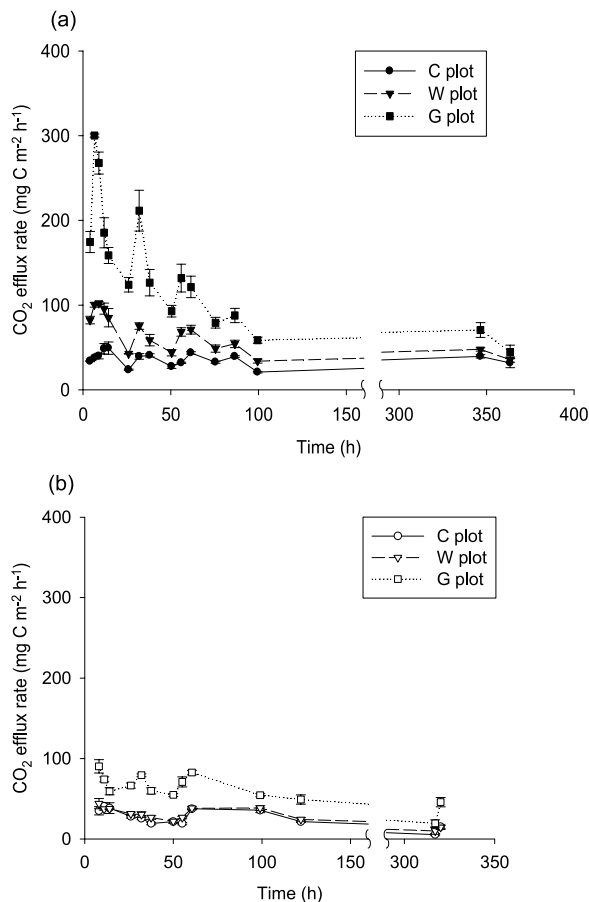 (a)
400
300
200
100
0
CO2 efflux rate (mg C m-2 h-1)
C plot
W plot
G plot
0 50 100 150 300 350 400
Time (h)
(b)
400
300
200
100
0
CO2 efflux rate (mg C m-2 h-1)
C plot
W plot
G plot
0 50 100 150 300 350
Time (h)